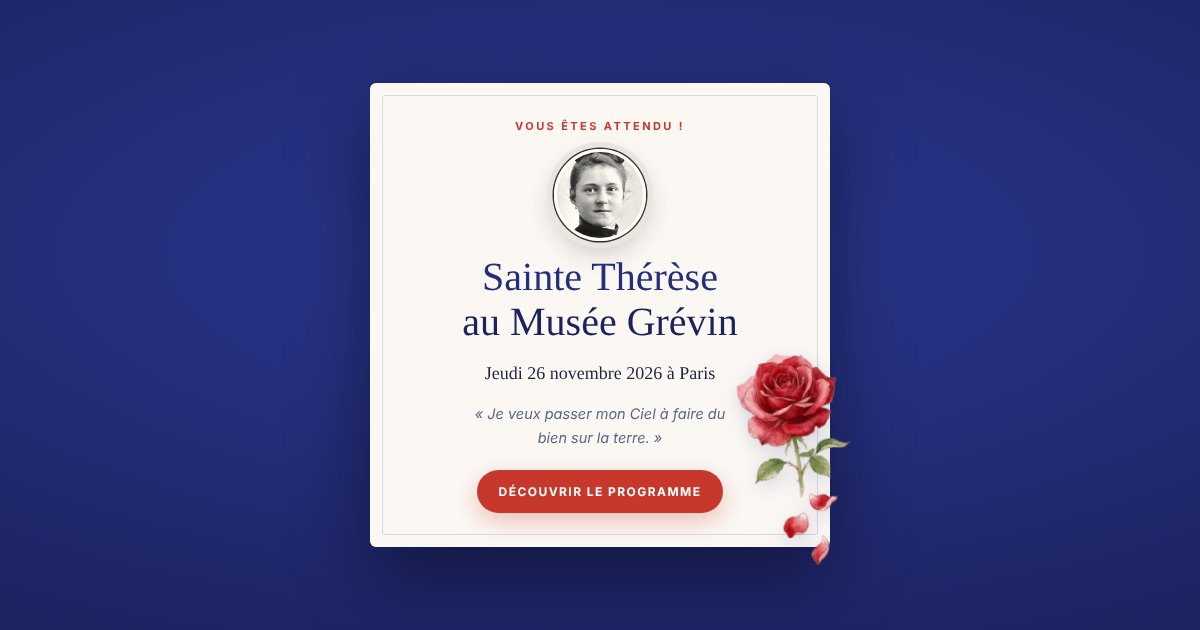 VOUS ÊTES ATTENDU !
Sainte Thérèse
au Musée Grévin
Jeudi 26 novembre 2026 à Paris
« Je veux passer mon Ciel à faire du
bien sur la terre. »
DÉCOUVRIR LE PROGRAMME